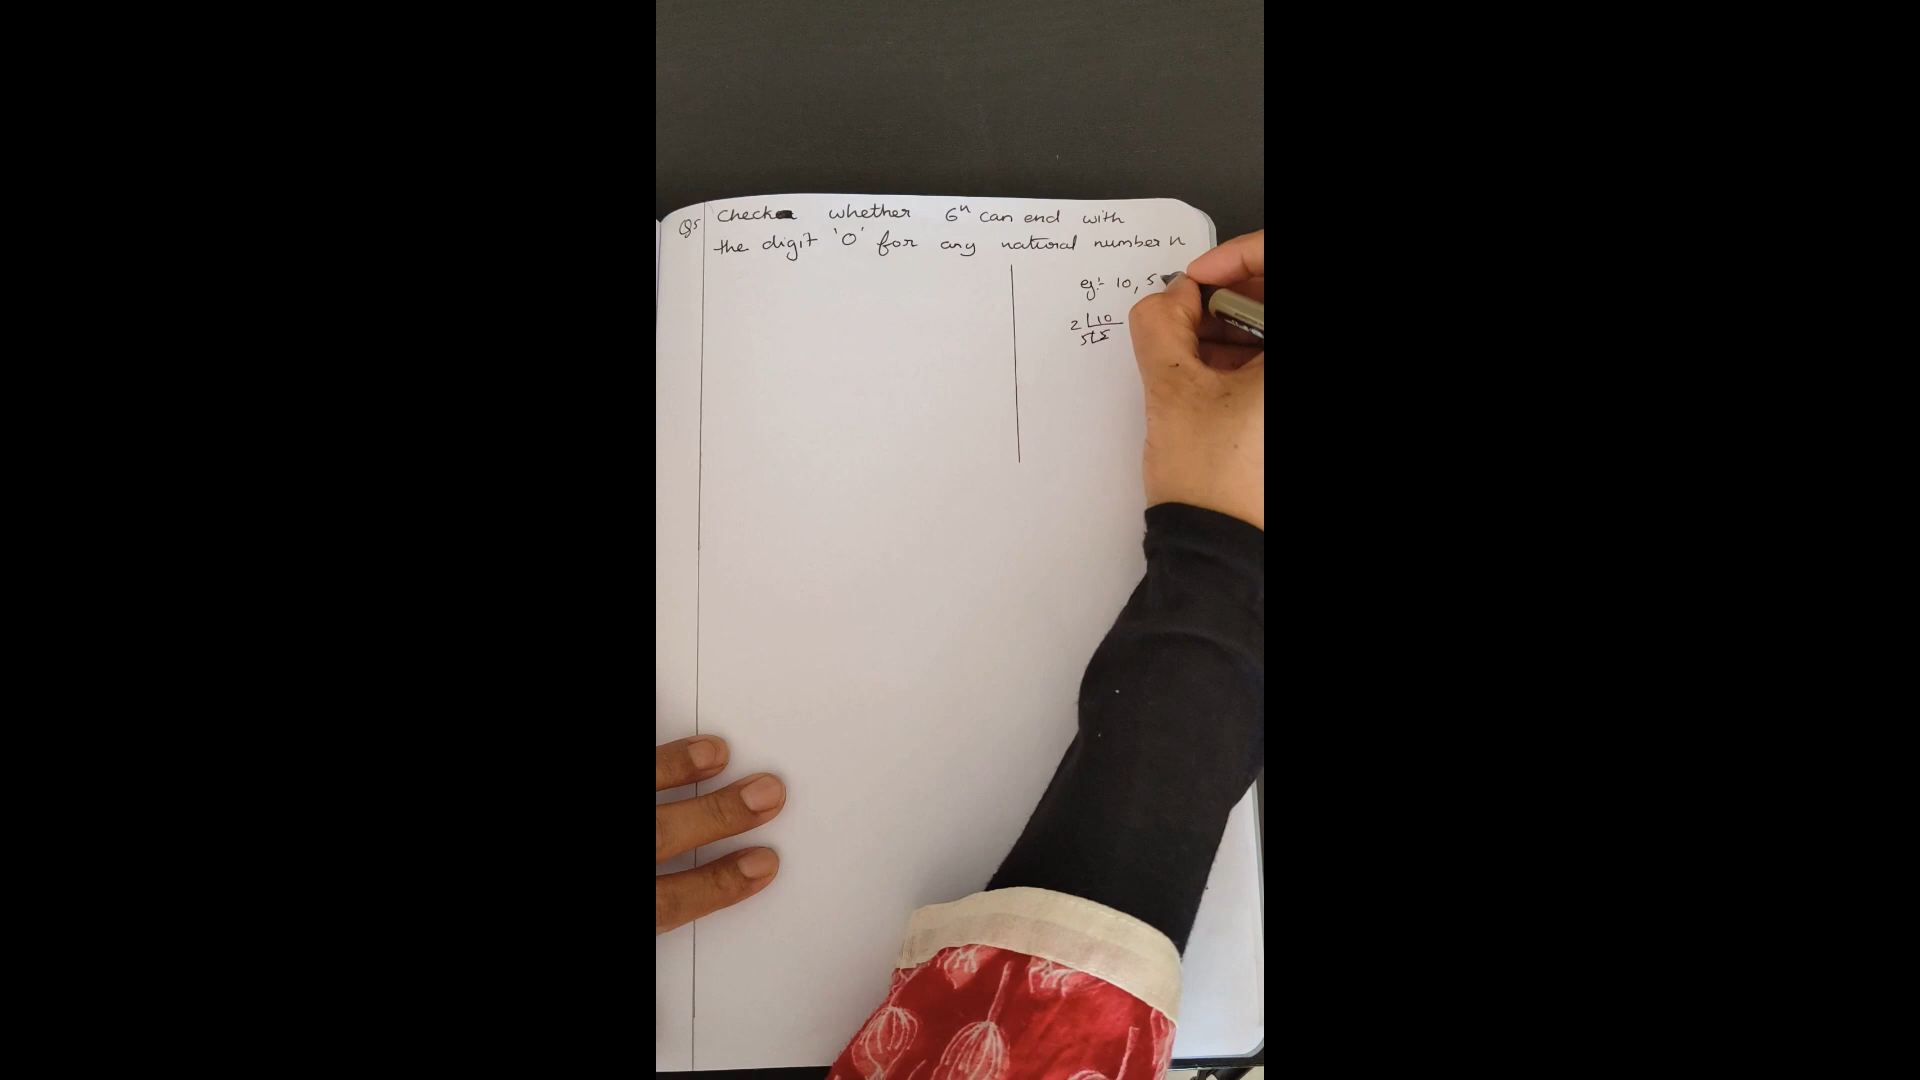 Q5 Check whether 6ⁿ can end with
the digit '0' for any natural number n
eg:- 10, 5
2 10
5 5